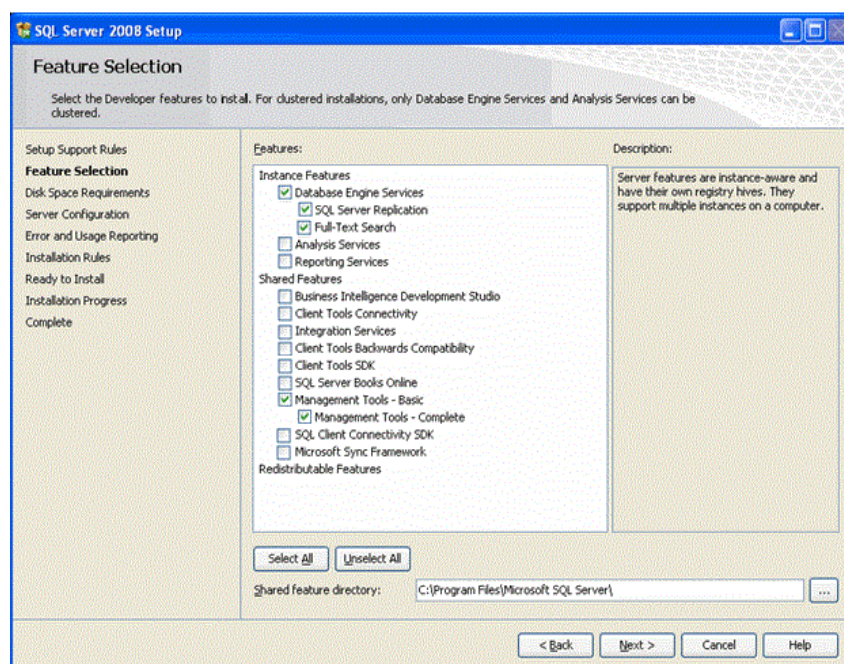 SQL Server 2008 Setup
Feature Selection
Select the Developer features to install. For clustered installations, only Database Engine Services and Analysis Services can be
clustered.
Setup Support Rules
Feature Selection
Disk Space Requirements
Server Configuration
Error and Usage Reporting
Installation Rules
Ready to Install
Installation Progress
Complete
Features:
Instance Features
Database Engine Services
SQL Server Replication
Full-Text Search
Analysis Services
Reporting Services
Shared Features
Business Intelligence Development Studio
Client Tools Connectivity
Integration Services
Client Tools Backwards Compatibility
Client Tools SDK
SQL Server Books Online
Management Tools - Basic
Management Tools - Complete
SQL Client Connectivity SDK
Microsoft Sync Framework
Redistributable Features
Description:
Server features are instance-aware and
have their own registry hives. They
support multiple instances on a computer.
Select All
Unselect All
Shared feature directory:
C:\Program Files\Microsoft SQL Server\
...
< Back
Next >
Cancel
Help